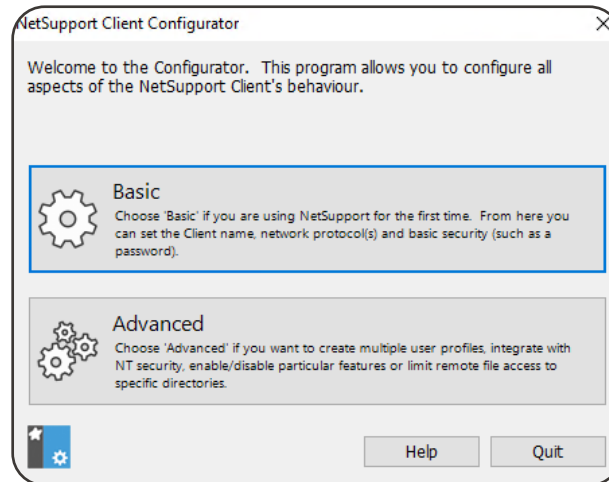 NetSupport Client Configurator
Welcome to the Configurator. This program allows you to configure all
aspects of the NetSupport Client's behaviour.
Basic
Choose 'Basic' if you are using NetSupport for the first time. From here you
can set the Client name, network protocol(s) and basic security (such as a
password).
Advanced
Choose 'Advanced' if you want to create multiple user profiles, integrate with
NT security, enable/disable particular features or limit remote file access to
specific directories.
Help
Quit